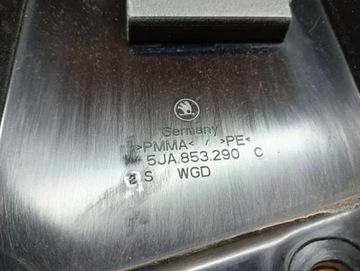 Germany
>PMMA< / >PE<
5JA.853.290 C
S WGD